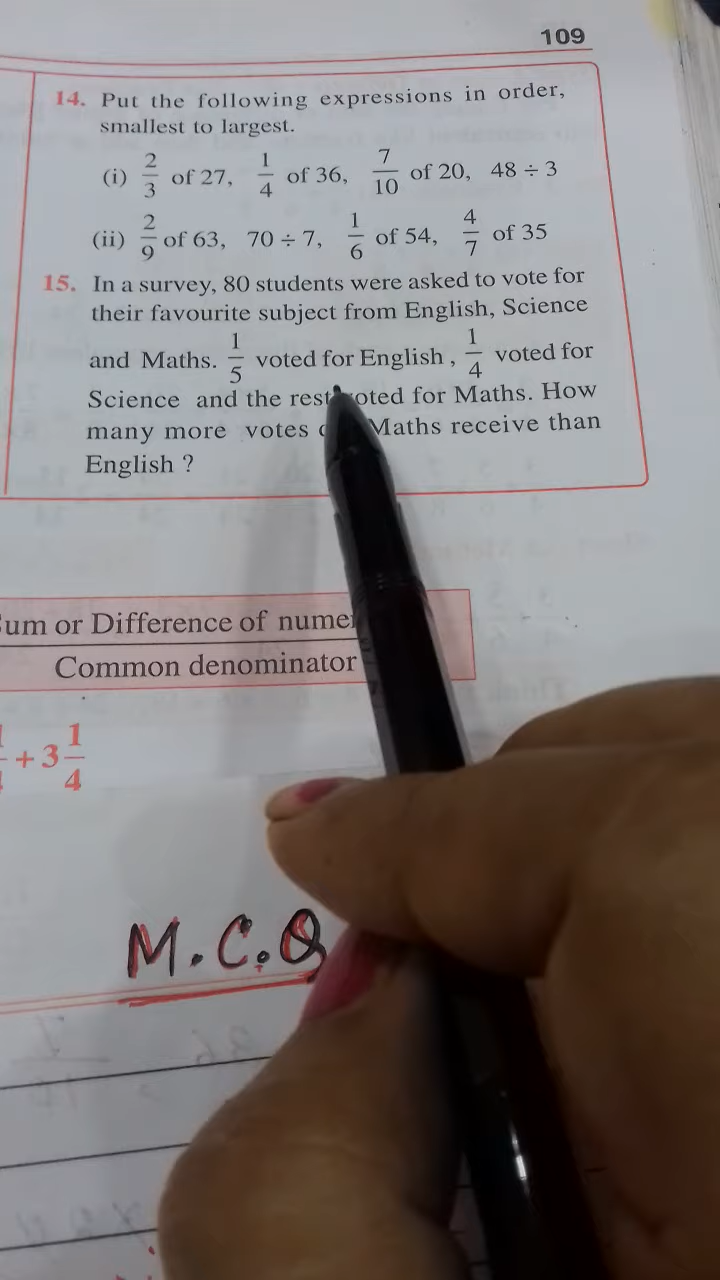 109
14. Put the following expressions in order,
smallest to largest.
(i) 2/3 of 27, 1/4 of 36, 7/10 of 20, 48 ÷ 3
(ii) 2/9 of 63, 70 ÷ 7, 1/6 of 54, 4/7 of 35
15. In a survey, 80 students were asked to vote for
their favourite subject from English, Science
and Maths. 1/5 voted for English , 1/4 voted for
Science and the rest voted for Maths. How
many more votes Maths receive than
English ?
or Difference of
Common denominator
+ 3 1/4
M.C.Q